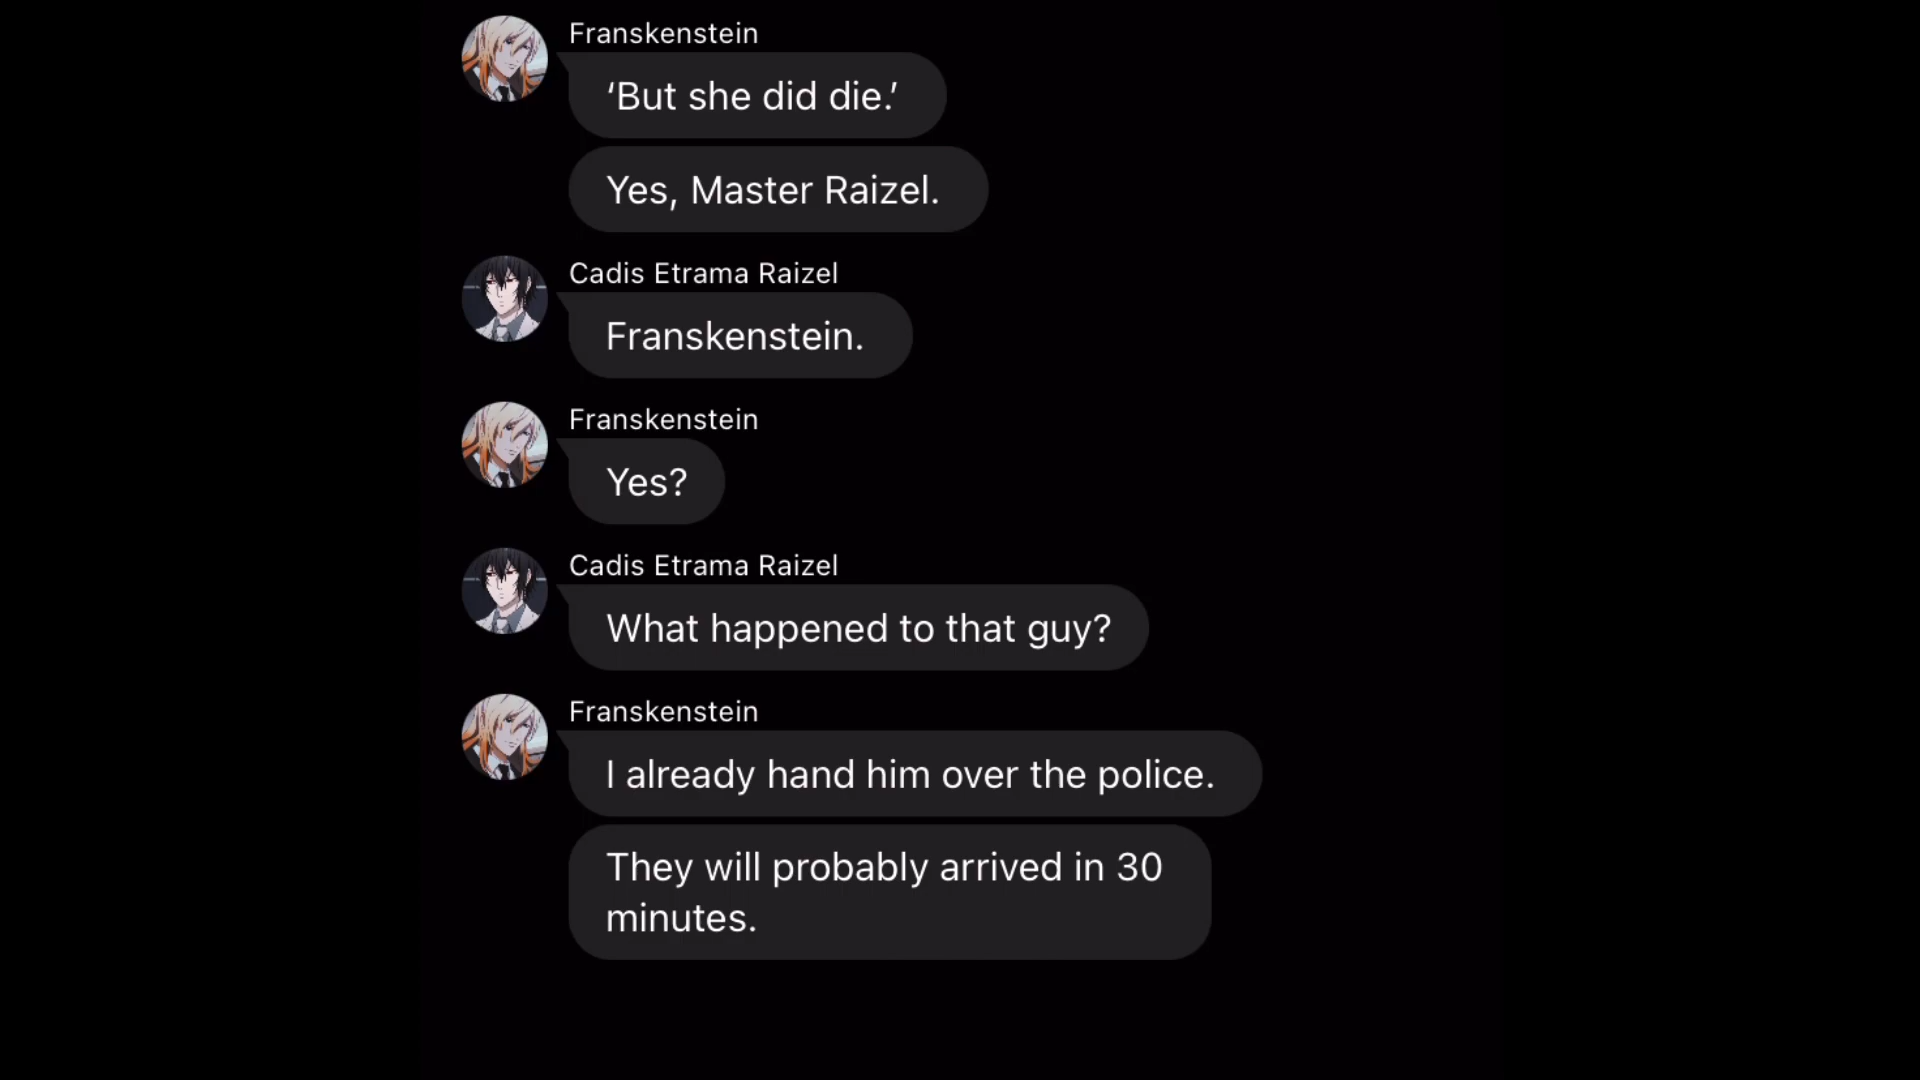 Franskenstein
‘But she did die.’
Yes, Master Raizel.
Cadis Etrama Raizel
Franskenstein.
Franskenstein
Yes?
Cadis Etrama Raizel
What happened to that guy?
Franskenstein
I already hand him over the police.
They will probably arrived in 30
minutes.